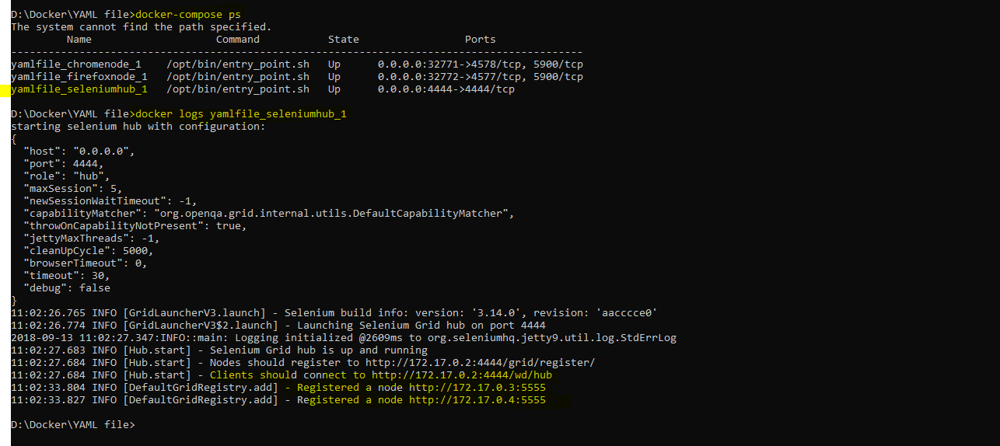 D:\Docker\YAML file>docker-compose ps
The system cannot find the path specified.
         Name                    Command           State                 Ports
--------------------------------------------------------------------------------------------
yamlfile_chromenode_1    /opt/bin/entry_point.sh   Up      0.0.0.0:32771->4578/tcp, 5900/tcp
yamlfile_firefoxnode_1   /opt/bin/entry_point.sh   Up      0.0.0.0:32772->4577/tcp, 5900/tcp
yamlfile_seleniumhub_1   /opt/bin/entry_point.sh   Up      0.0.0.0:4444->4444/tcp
D:\Docker\YAML file>docker logs yamlfile_seleniumhub_1
starting selenium hub with configuration:
{
  "host": "0.0.0.0",
  "port": 4444,
  "role": "hub",
  "maxSession": 5,
  "newSessionWaitTimeout": -1,
  "capabilityMatcher": "org.openqa.grid.internal.utils.DefaultCapabilityMatcher",
  "throwOnCapabilityNotPresent": true,
  "jettyMaxThreads": -1,
  "cleanUpCycle": 5000,
  "browserTimeout": 0,
  "timeout": 30,
  "debug": false
}
11:02:26.765 INFO [GridLauncherV3.launch] - Selenium build info: version: '3.14.0', revision: 'aacccce0'
11:02:26.774 INFO [GridLauncherV3$2.launch] - Launching Selenium Grid hub on port 4444
2018-09-13 11:02:27.347:INFO::main: Logging initialized @2609ms to org.seleniumhq.jetty9.util.log.StdErrLog
11:02:27.683 INFO [Hub.start] - Selenium Grid hub is up and running
11:02:27.684 INFO [Hub.start] - Nodes should register to http://172.17.0.2:4444/grid/register/
11:02:27.684 INFO [Hub.start] - Clients should connect to http://172.17.0.2:4444/wd/hub
11:02:33.804 INFO [DefaultGridRegistry.add] - Registered a node http://172.17.0.3:5555
11:02:33.827 INFO [DefaultGridRegistry.add] - Registered a node http://172.17.0.4:5555
D:\Docker\YAML file>